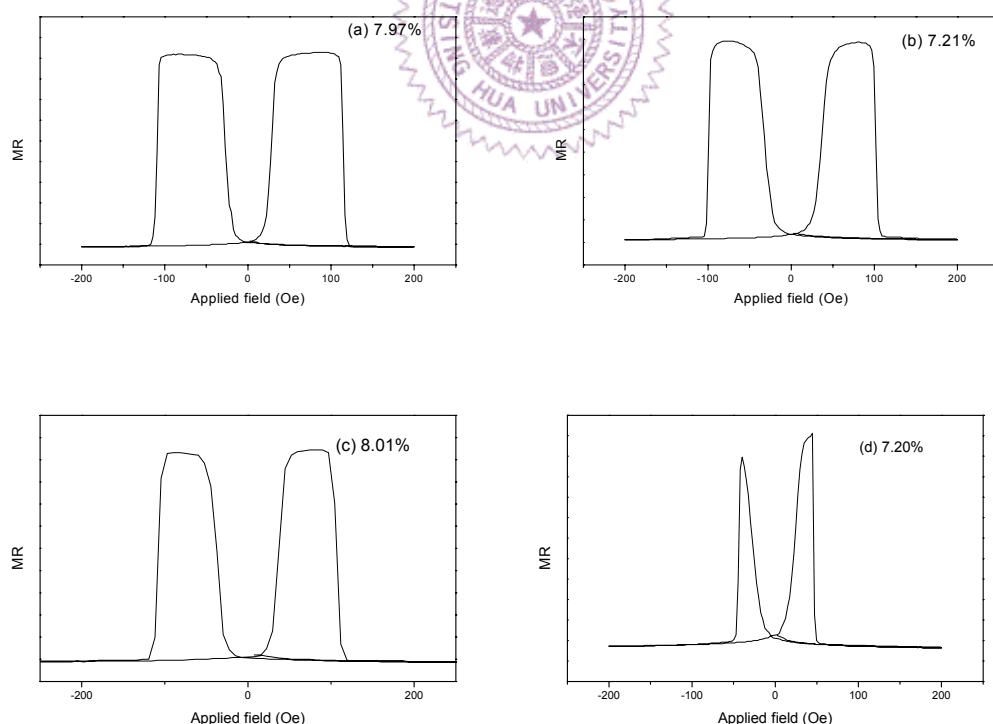 (a) 7.97%
MR
-200 -100 0 100 200
Applied field (Oe)
(b) 7.21%
MR
-200 -100 0 100 200
Applied field (Oe)
TSING HUA UNIVERSITY
(c) 8.01%
MR
-200 0 200
Applied field (Oe)
(d) 7.20%
MR
-200 -100 0 100 200
Applied field (Oe)